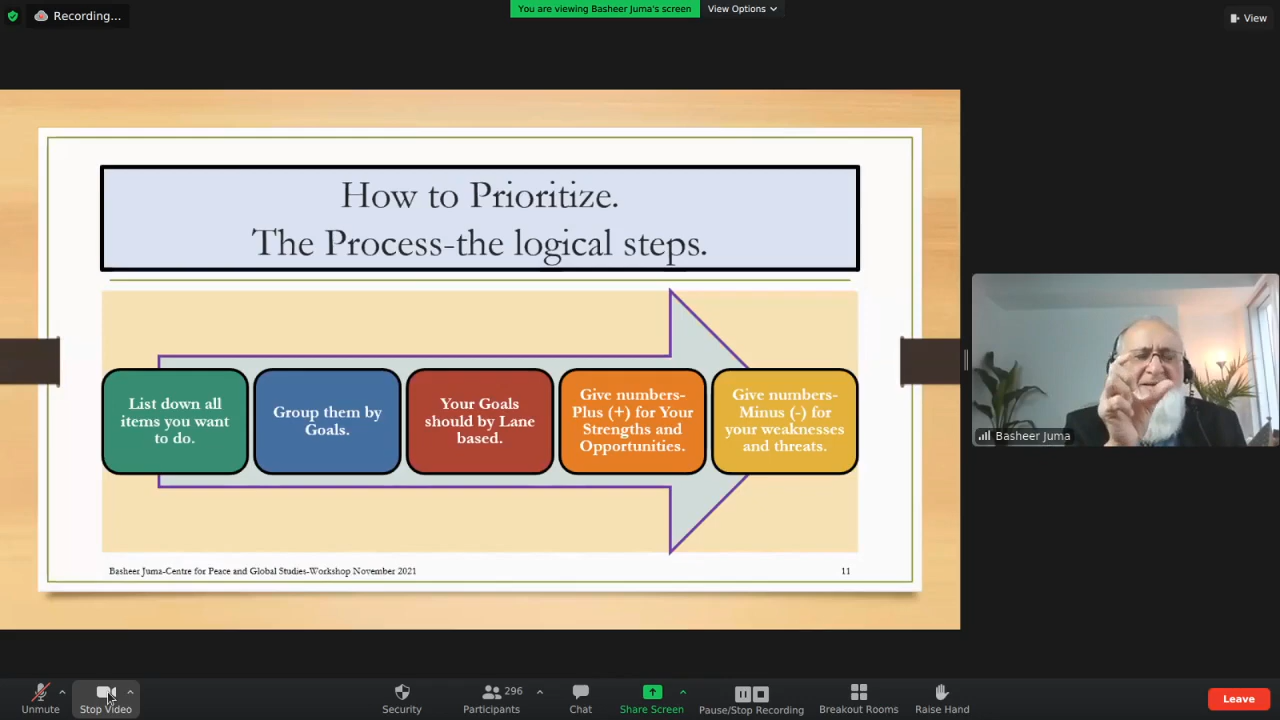 Recording...
You are viewing Basheer Juma's screen
View Options
View
How to Prioritize.
The Process-the logical steps.
List down all
items you want
to do.
Group them by
Goals.
Your Goals
should by Lane
based.
Give numbers-
Plus (+) for Your
Strengths and
Opportunities.
Give numbers-
Minus (-) for
your weaknesses
and threats.
Basheer Juma-Centre for Peace and Global Studies-Workshop November 2021
11
Basheer Juma
Unmute
Stop Video
Security
Participants
296
Chat
Share Screen
Pause/Stop Recording
Breakout Rooms
Raise Hand
Leave